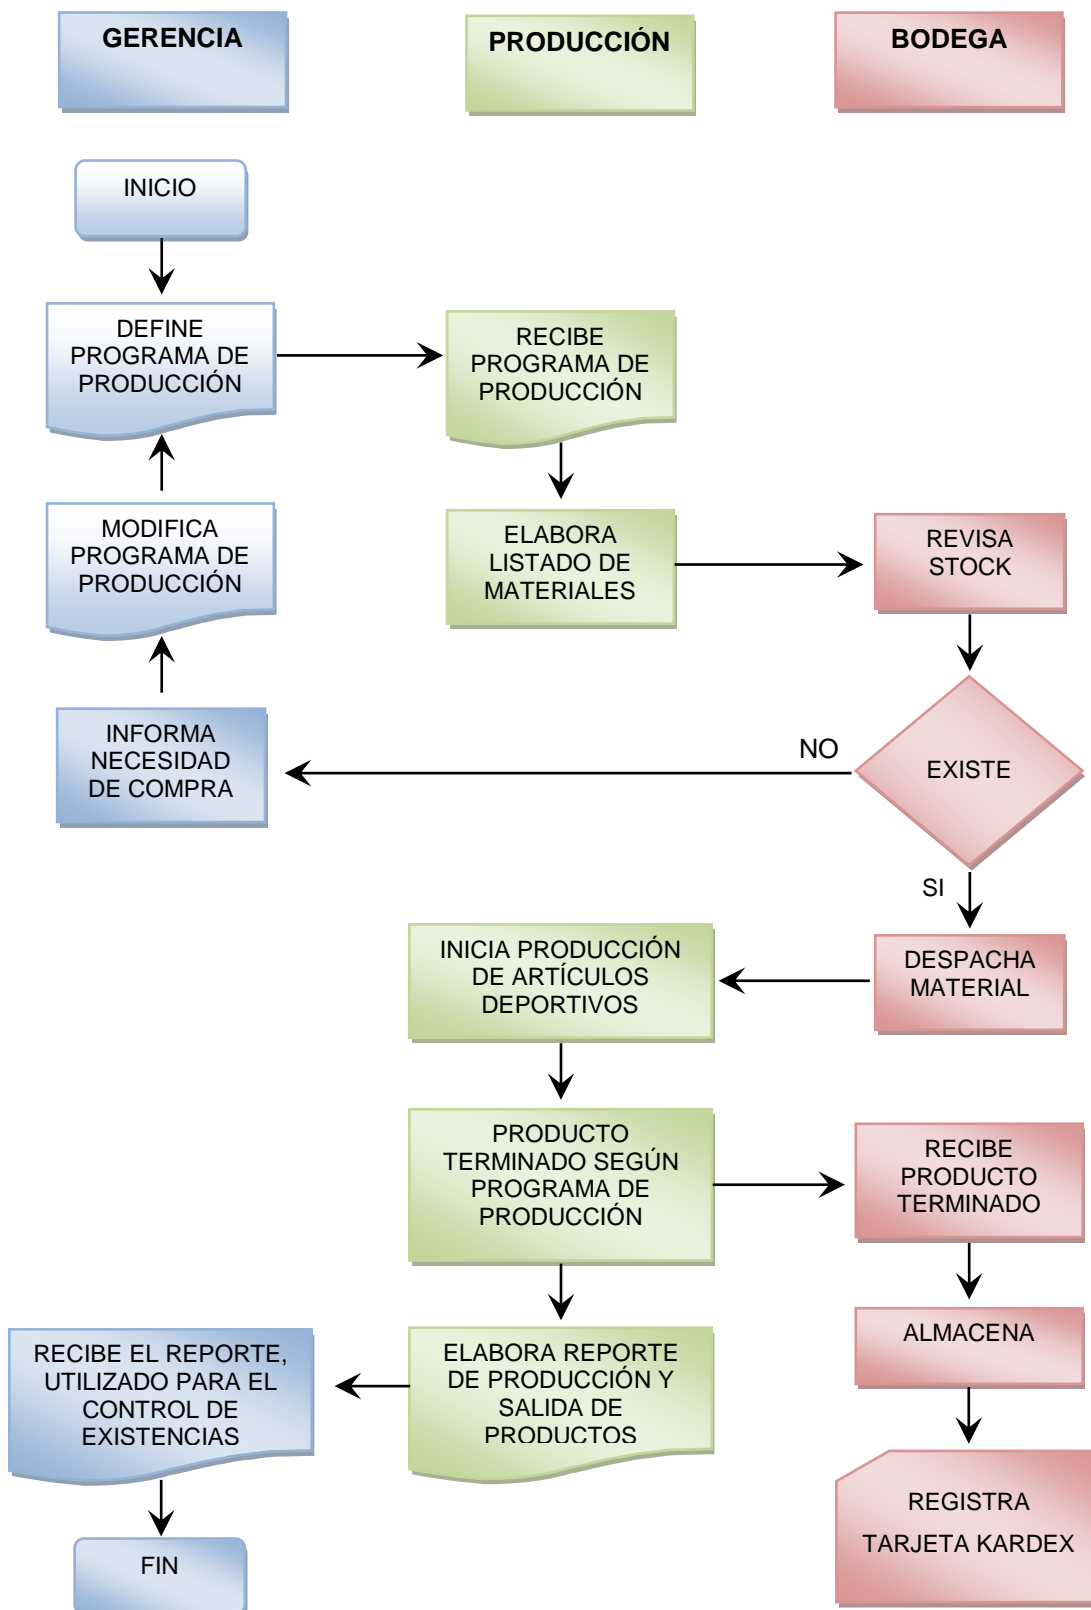 GERENCIA
PRODUCCIÓN
BODEGA
INICIO
DEFINE
PROGRAMA DE
PRODUCCIÓN
RECIBE
PROGRAMA DE
PRODUCCIÓN
MODIFICA
PROGRAMA DE
PRODUCCIÓN
ELABORA
LISTADO DE
MATERIALES
REVISA
STOCK
INFORMA
NECESIDAD
DE COMPRA
NO
EXISTE
SI
INICIA PRODUCCIÓN
DE ARTÍCULOS
DEPORTIVOS
DESPACHA
MATERIAL
PRODUCTO
TERMINADO SEGÚN
PROGRAMA DE
PRODUCCIÓN
RECIBE
PRODUCTO
TERMINADO
RECIBE EL REPORTE,
UTILIZADO PARA EL
CONTROL DE
EXISTENCIAS
ELABORA REPORTE
DE PRODUCCIÓN Y
SALIDA DE
PRODUCTOS
ALMACENA
REGISTRA
TARJETA KARDEX
FIN